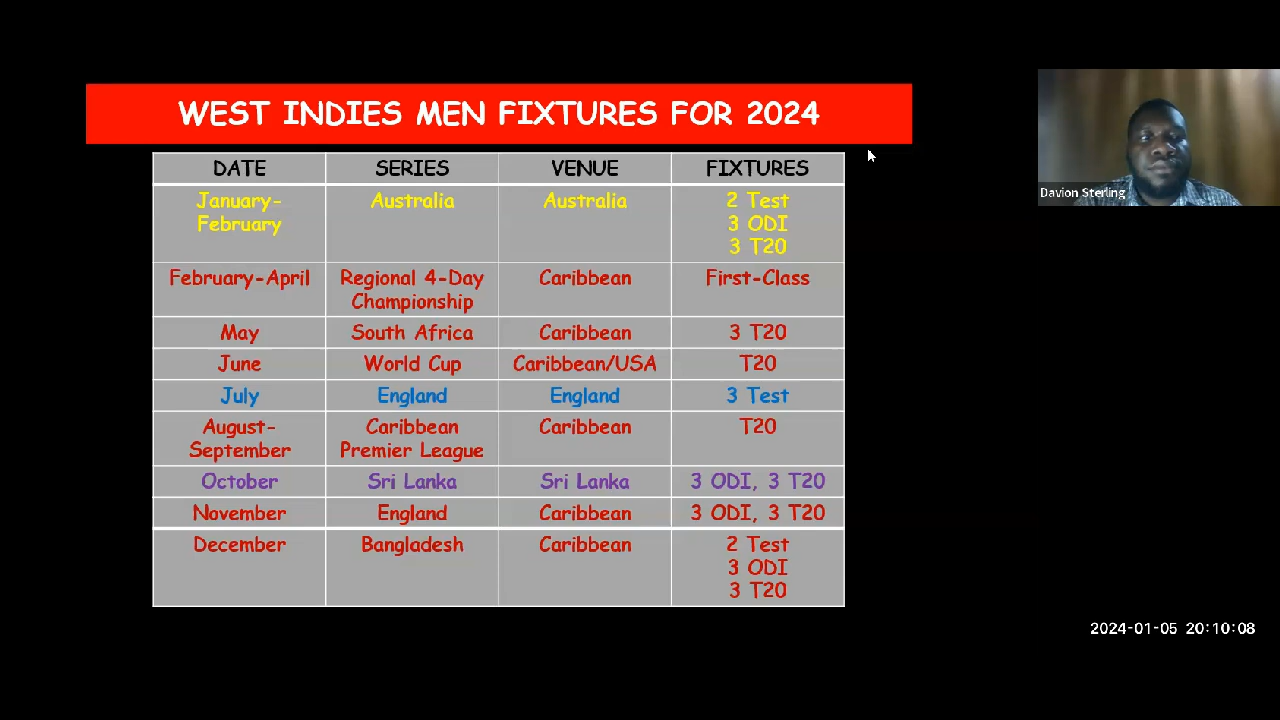 WEST INDIES MEN FIXTURES FOR 2024
DATE SERIES VENUE FIXTURES
January- Australia Australia 2 Test
February 3 ODI
3 T20
February-April Regional 4-Day Caribbean First-Class
Championship
May South Africa Caribbean 3 T20
June World Cup Caribbean/USA T20
July England England 3 Test
August- Caribbean Caribbean T20
September Premier League
October Sri Lanka Sri Lanka 3 ODI, 3 T20
November England Caribbean 3 ODI, 3 T20
December Bangladesh Caribbean 2 Test
3 ODI
3 T20
Davion Sterling
2024-01-05 20:10:08